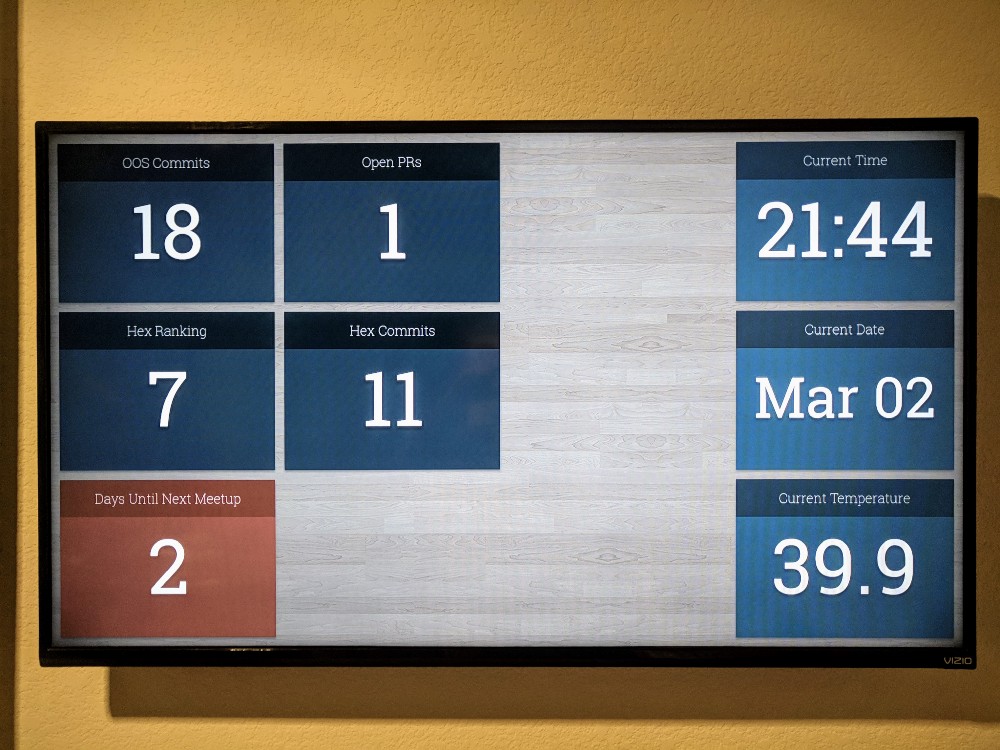 OOS Commits
18
Open PRs
1
Current Time
21:44
Hex Ranking
7
Hex Commits
11
Current Date
Mar 02
Days Until Next Meetup
2
Current Temperature
39.9
VIZIO